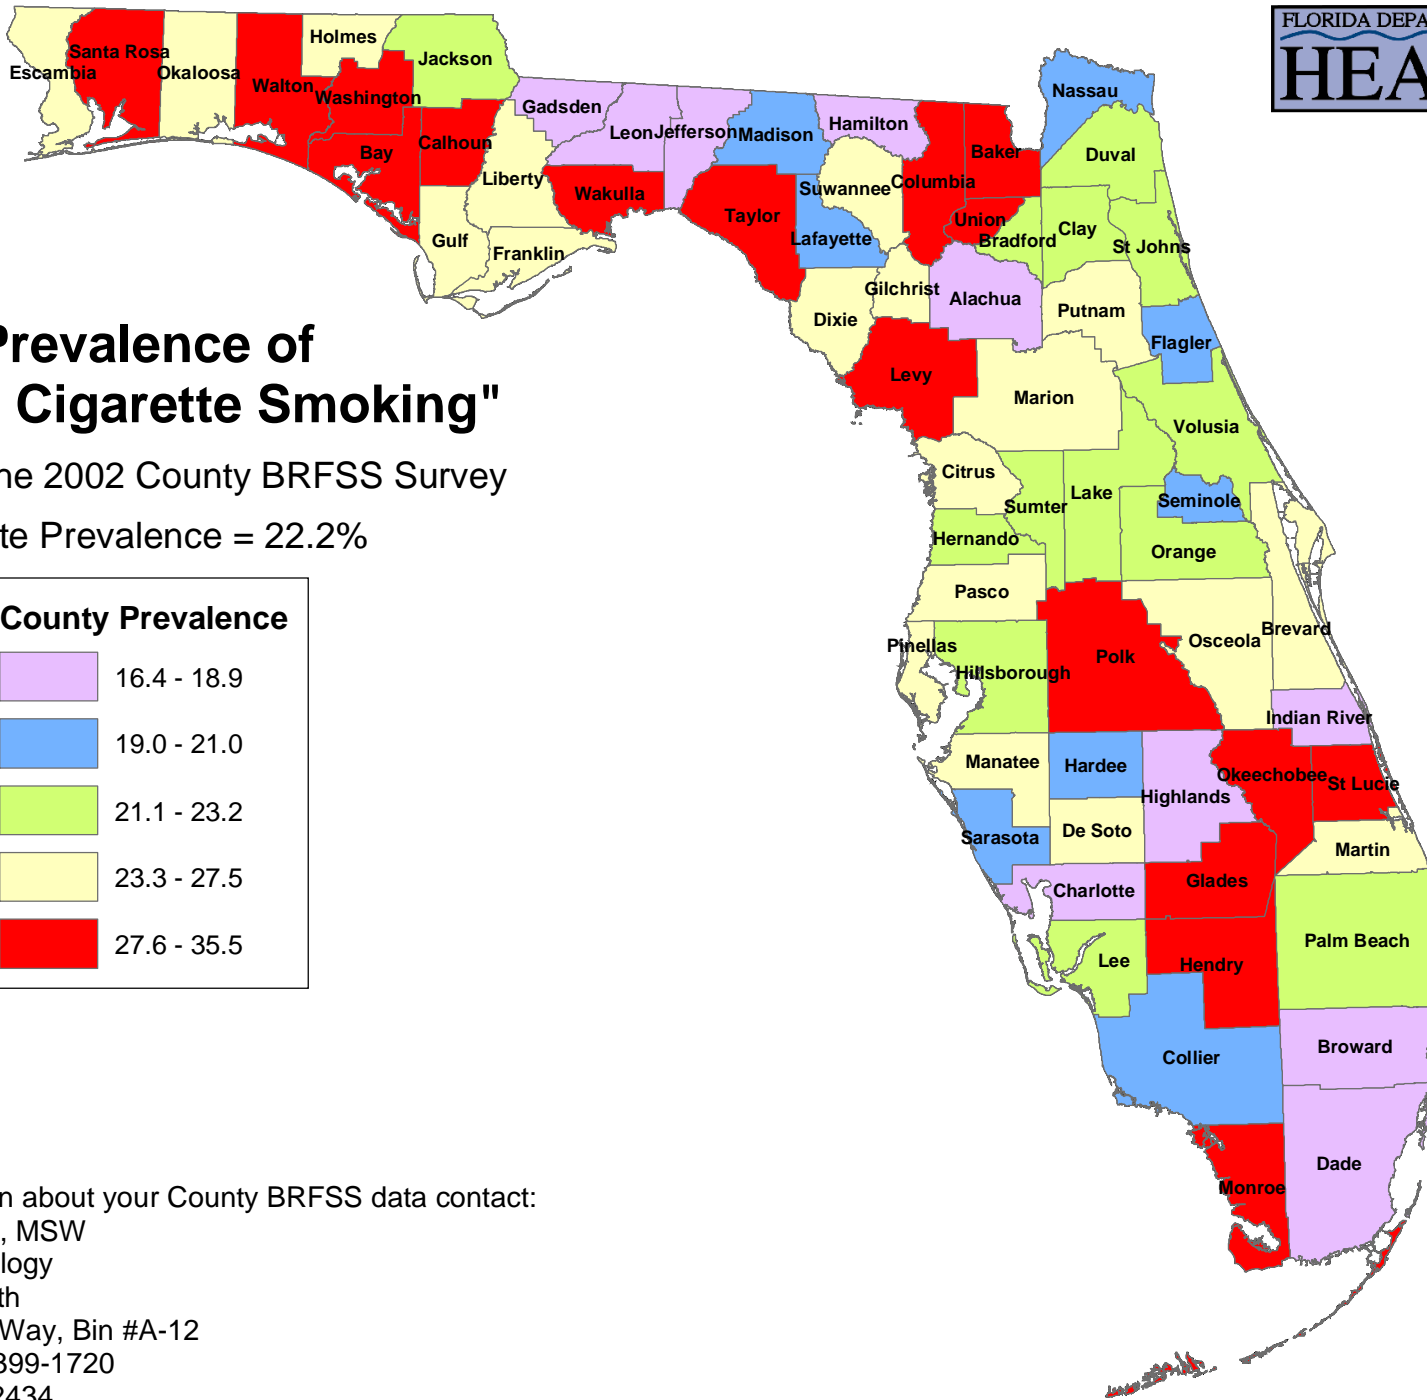 FLORIDA
Holmes
Jackson
Santa Rosa
Escambia
Okaloosa
Walton
Washington
Nassau
Gadsden
Leon
Jefferson
Madison
Hamilton
Calhoun
Bay
Baker
Duval
Liberty
Wakulla
Suwannee
Columbia
Taylor
Union
Bradford
Clay
St Johns
Gulf
Franklin
Lafayette
Gilchrist
Alachua
Putnam
Dixie
Flagler
Prevalence of
Cigarette Smoking"
Levy
Marion
Volusia
2002 County BRFSS Survey
Citrus
Sumter
Lake
Seminole
Prevalence = 22.2%
Hernando
Orange
Pasco
County Prevalence
16.4 - 18.9
19.0 - 21.0
21.1 - 23.2
23.3 - 27.5
27.6 - 35.5
Pinellas
Hillsborough
Polk
Osceola
Brevard
Indian River
Manatee
Hardee
Highlands
Okeechobee
St Lucie
Sarasota
De Soto
Martin
Charlotte
Glades
Lee
Hendry
Palm Beach
Collier
Broward
Dade
Monroe
about your County BRFSS data contact:
, MSW
Way, Bin #A-12
399-1720
2434